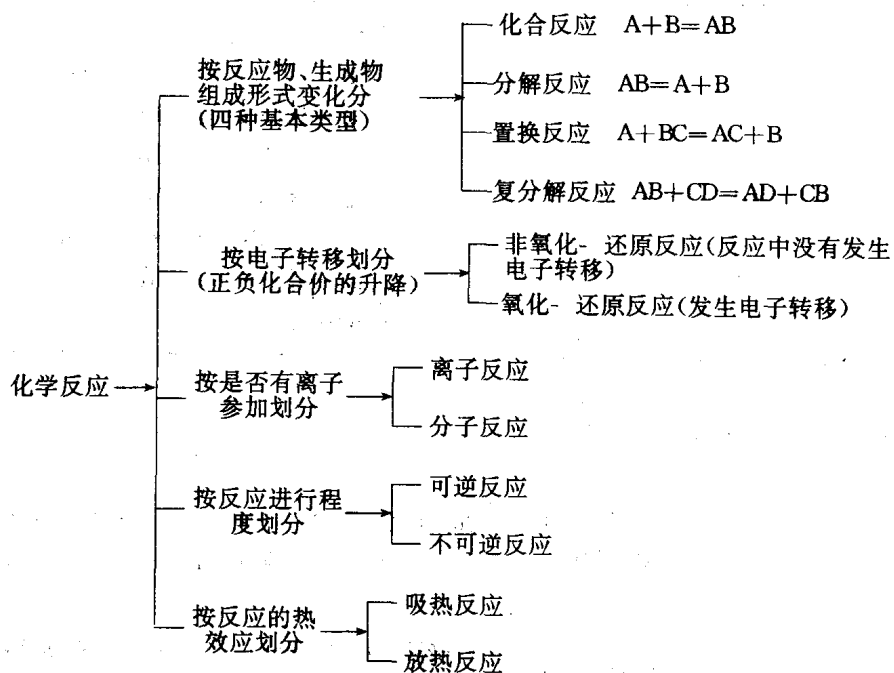 化学反应
按反应物、生成物
组成形式变化分
(四种基本类型)
化合反应 A+B=AB
分解反应 AB=A+B
置换反应 A+BC=AC+B
复分解反应 AB+CD=AD+CB
按电子转移划分
(正负化合价的升降)
非氧化- 还原反应(反应中没有发生
电子转移)
氧化- 还原反应(发生电子转移)
按是否有离子
参加划分
离子反应
分子反应
按反应进行程
度划分
可逆反应
不可逆反应
按反应的热
效应划分
吸热反应
放热反应